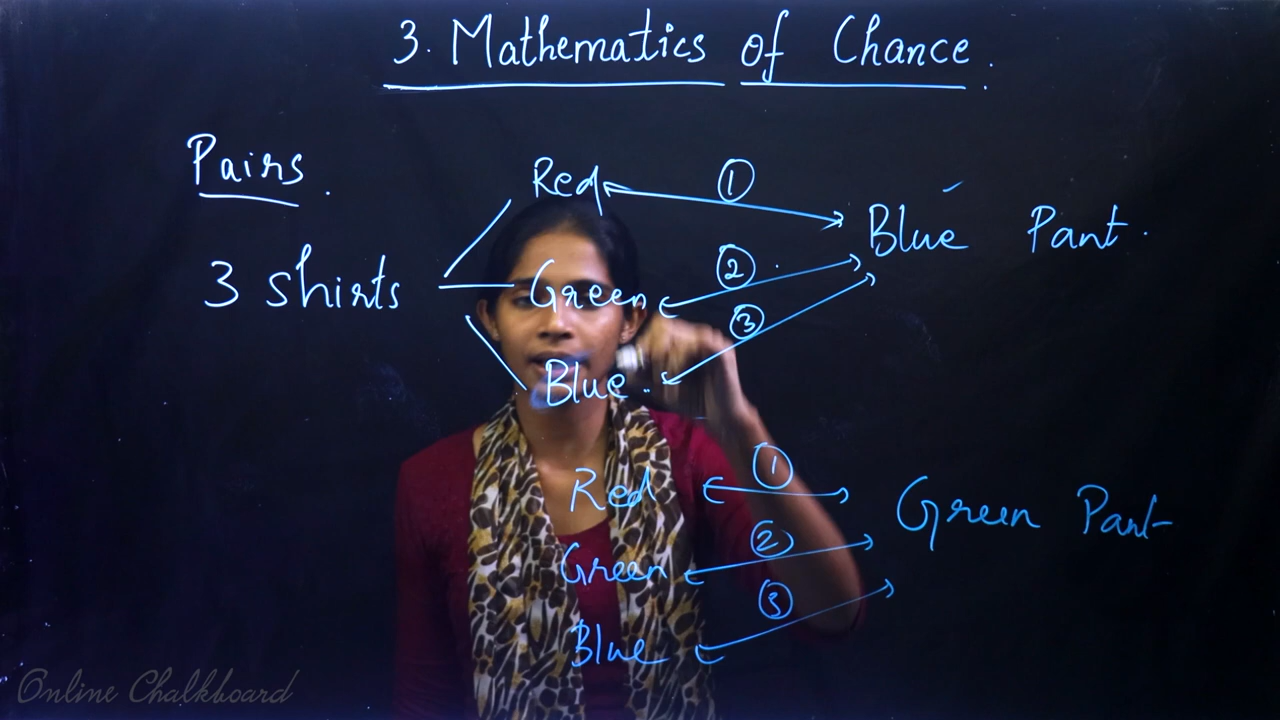 3. Mathematics of Chance.
Pairs.
3 shirts
Red
①
Blue Pant.
Green
②
Blue.
③
Red
①
Green Pant
Green
②
Blue
③
Online Chalkboard